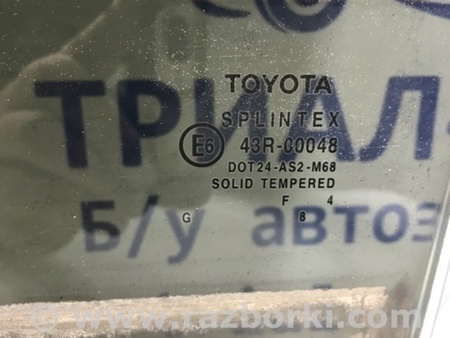 TOYOTA
ТРИАЛ-
SPLINTEX
E6 43R-00048
DOT24-AS2-M68
SOLID TEMPERED
F 4
G 8
Б/у автоз
© www.razborki.com